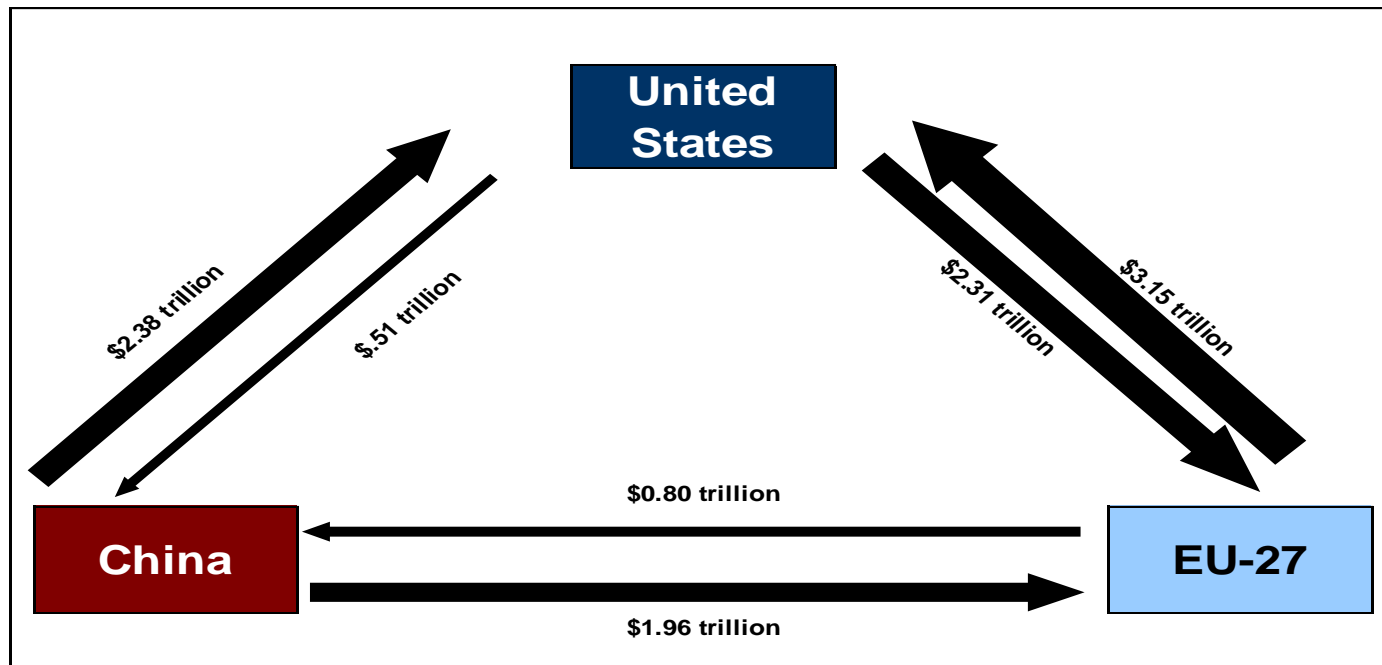 United
States
$2.38 trillion
$.51 trillion
$2.31 trillion
$3.15 trillion
$0.80 trillion
China
EU-27
$1.96 trillion